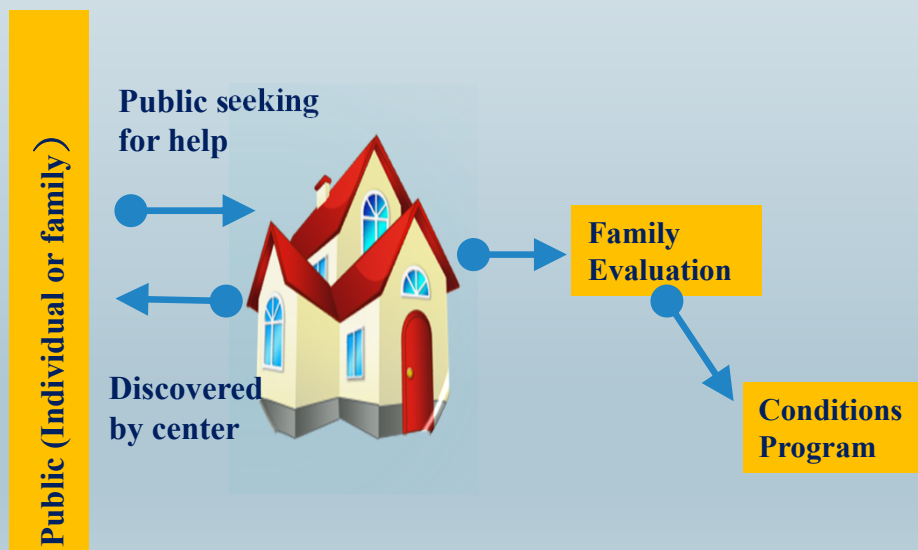 Public (Individual or family）
Public seeking
for help
Discovered
by center
Family
Evaluation
Conditions
Program